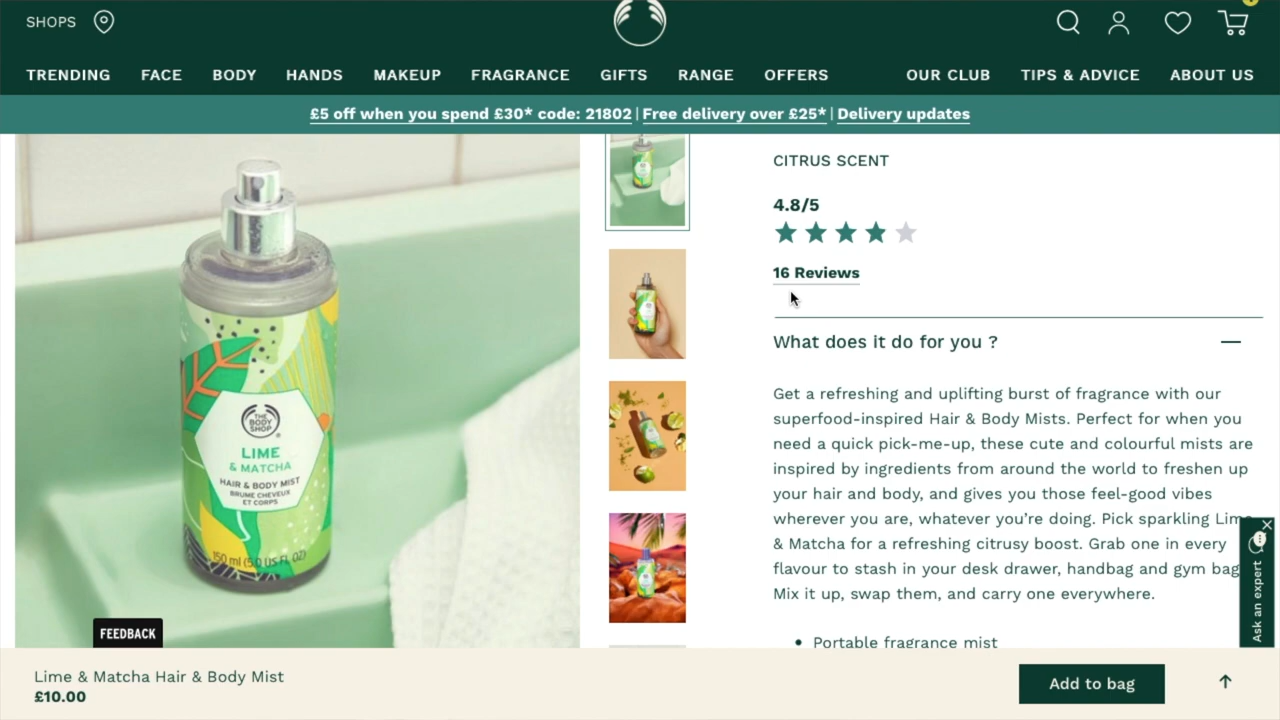 SHOPS
TRENDING FACE BODY HANDS MAKEUP FRAGRANCE GIFTS RANGE OFFERS OUR CLUB TIPS & ADVICE ABOUT US
£5 off when you spend £30* code: 21802 | Free delivery over £25* | Delivery updates
CITRUS SCENT
4.8/5
16 Reviews
What does it do for you ?
Get a refreshing and uplifting burst of fragrance with our
superfood-inspired Hair & Body Mists. Perfect for when you
need a quick pick-me-up, these cute and colourful mists are
inspired by ingredients from around the world to freshen up
your hair and body, and gives you those feel-good vibes
wherever you are, whatever you’re doing. Pick sparkling Lime
& Matcha for a refreshing citrusy boost. Grab one in every
flavour to stash in your desk drawer, handbag and gym bag
Mix it up, swap them, and carry one everywhere.
• Portable fragrance mist
THE
BODY
SHOP®
LIME
& MATCHA
HAIR & BODY MIST
BRUME CHEVEUX
ET CORPS
150 ml (5.0 US FL OZ)
FEEDBACK
Ask an expert
Lime & Matcha Hair & Body Mist
£10.00
Add to bag